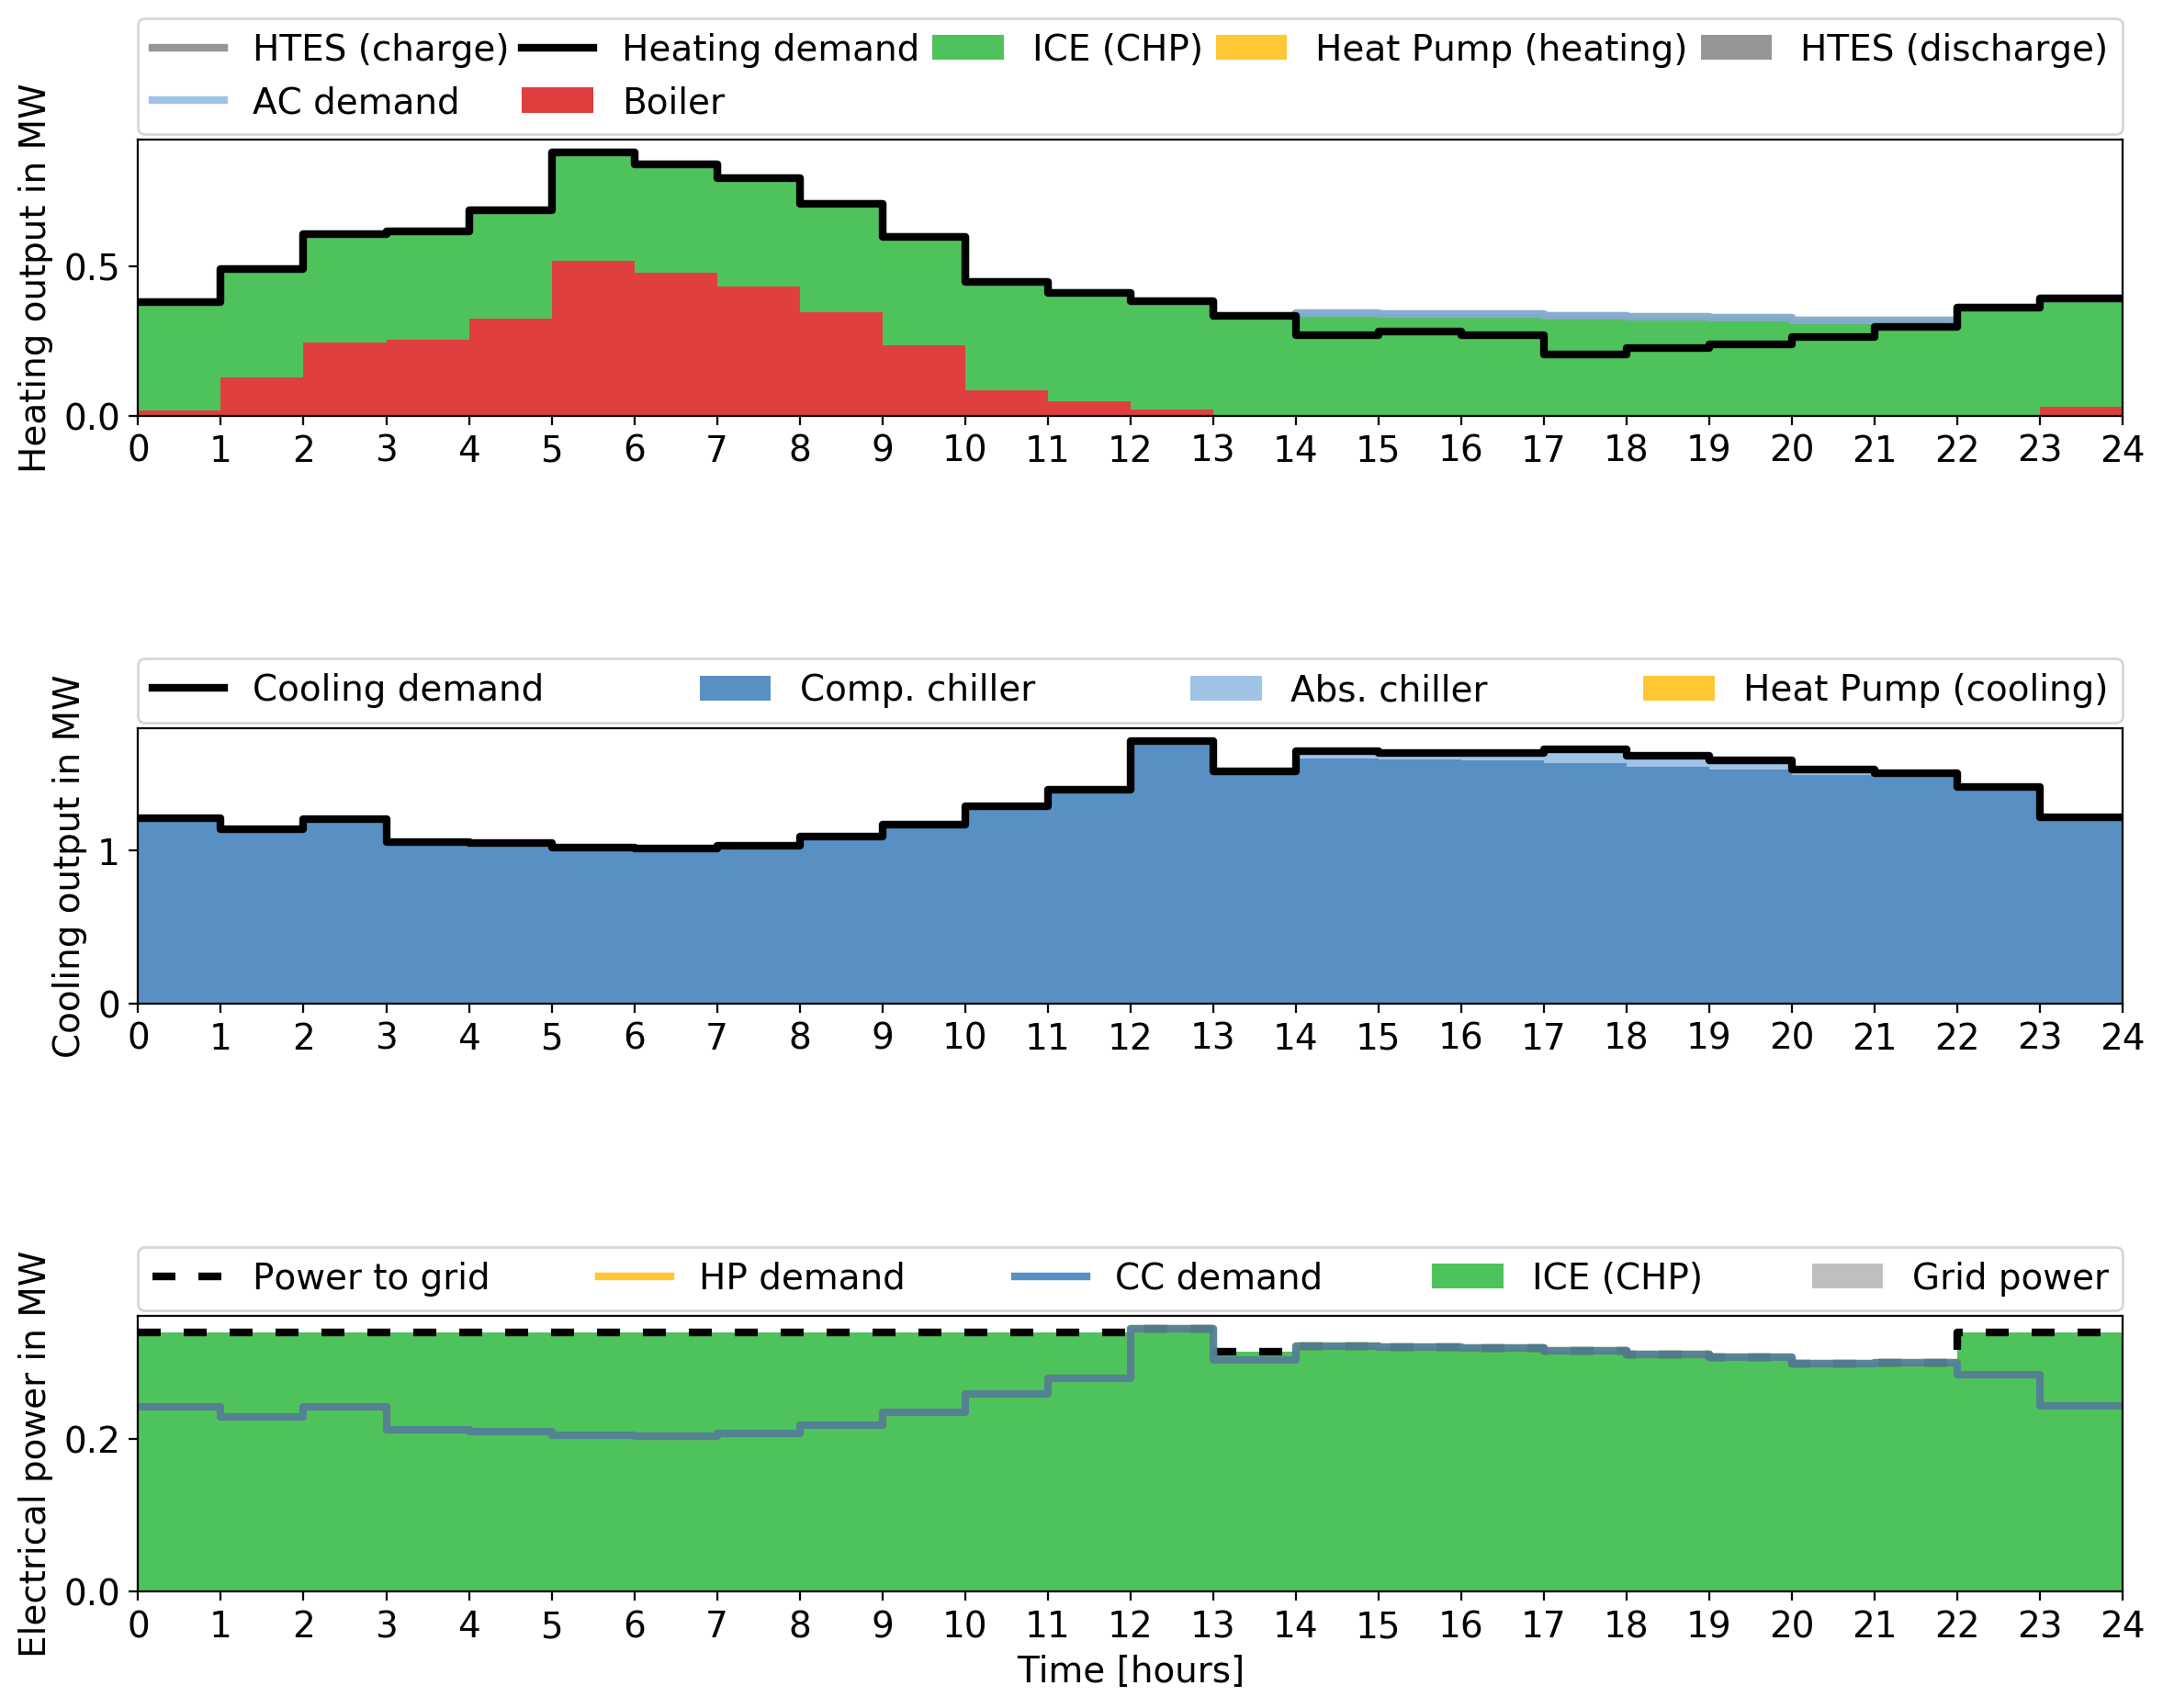 HTES (charge) Heating demand ICE (CHP) Heat Pump (heating) HTES (discharge)
AC demand Boiler
Heating output in MW
0.5
0.0
0 1 2 3 4 5 6 7 8 9 10 11 12 13 14 15 16 17 18 19 20 21 22 23 24
Cooling demand Comp. chiller Abs. chiller Heat Pump (cooling)
Cooling output in MW
1
0
0 1 2 3 4 5 6 7 8 9 10 11 12 13 14 15 16 17 18 19 20 21 22 23 24
Power to grid HP demand CC demand ICE (CHP) Grid power
Electrical power in MW
0.2
0.0
0 1 2 3 4 5 6 7 8 9 10 11 12 13 14 15 16 17 18 19 20 21 22 23 24
Time [hours]